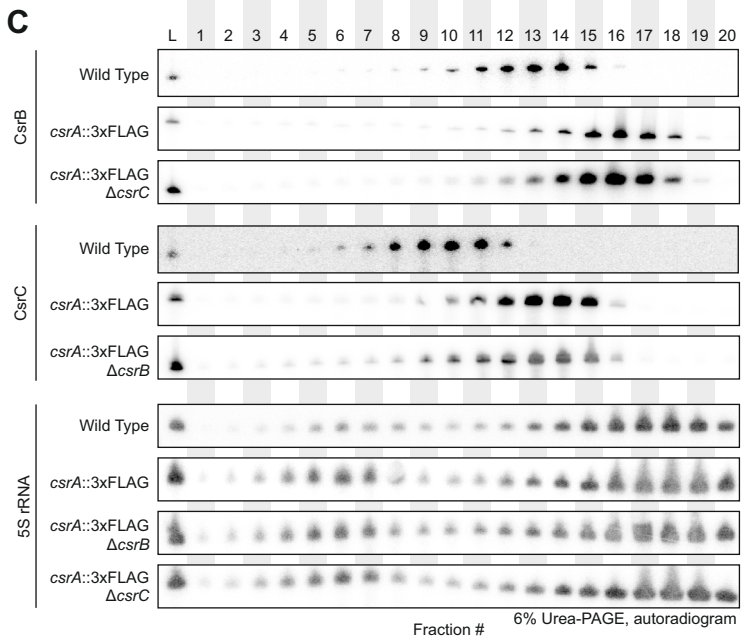 C
L 1 2 3 4 5 6 7 8 9 10 11 12 13 14 15 16 17 18 19 20
CsrB
Wild Type
csrA::3xFLAG
csrA::3xFLAG
ΔcsrC
CsrC
Wild Type
csrA::3xFLAG
csrA::3xFLAG
ΔcsrB
5S rRNA
Wild Type
csrA::3xFLAG
csrA::3xFLAG
ΔcsrB
csrA::3xFLAG
ΔcsrC
Fraction #
6% Urea-PAGE, autoradiogram